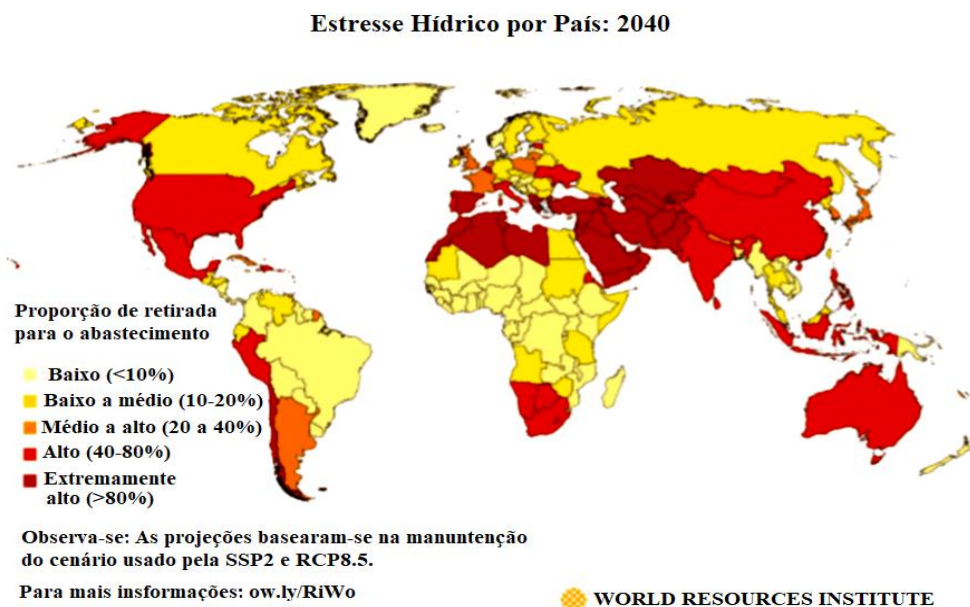 Estresse Hídrico por País: 2040
Proporção de retirada
para o abastecimento
Baixo (<10%)
Baixo a médio (10-20%)
Médio a alto (20 a 40%)
Alto (40-80%)
Extremamente
alto (>80%)
Observa-se: As projeções basearam-se na manuntenção
do cenário usado pela SSP2 e RCP8.5.
Para mais insformações: ow.ly/RiWo
WORLD RESOURCES INSTITUTE